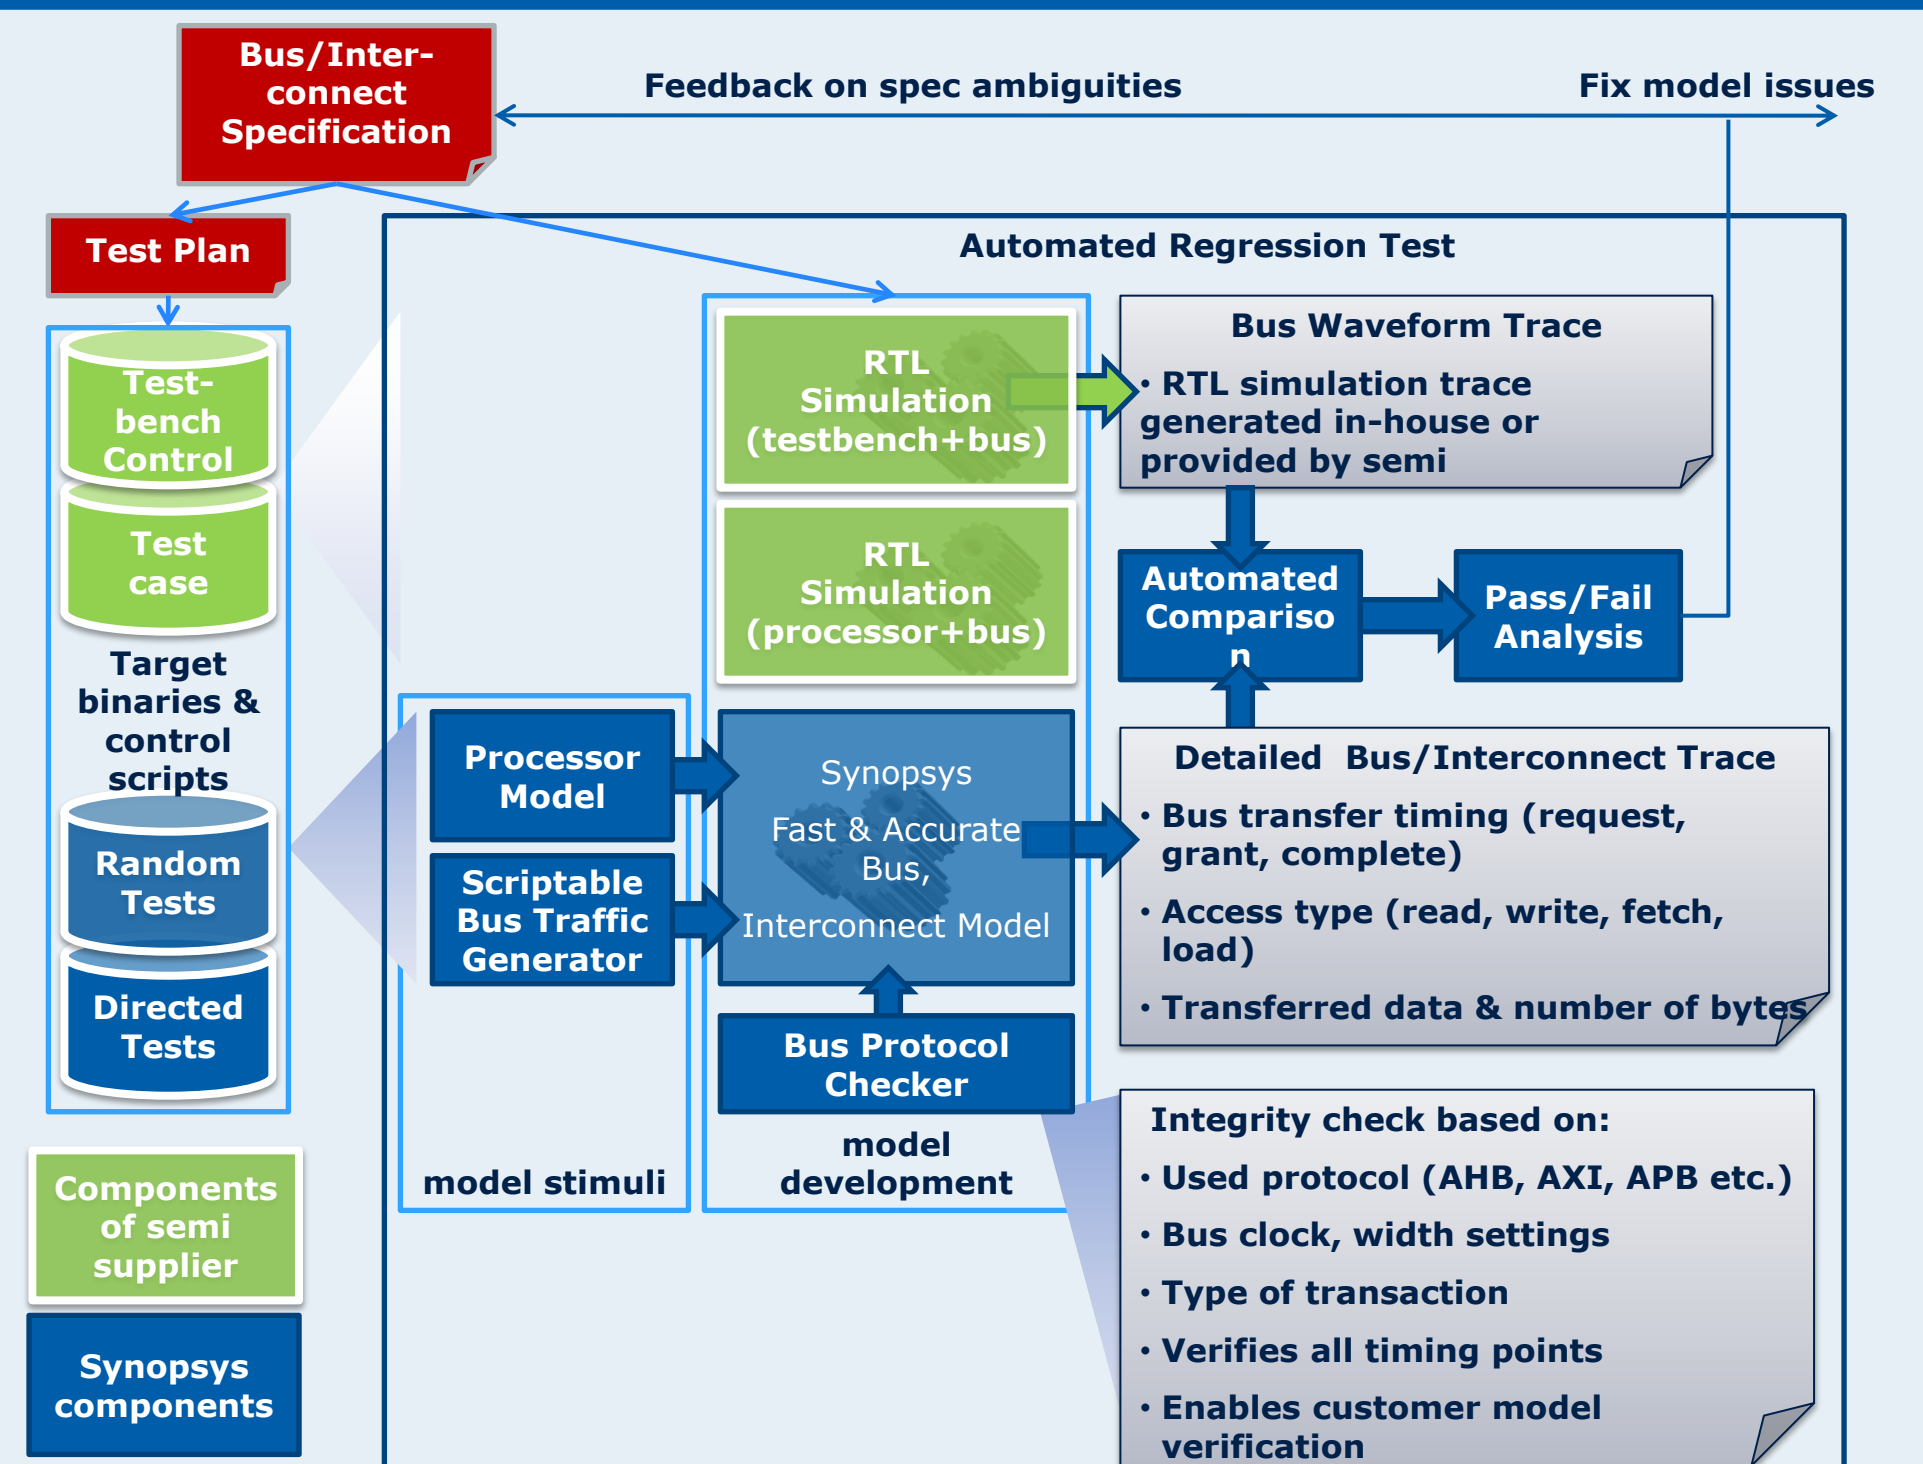 Bus/Inter-
connect
Specification
Feedback on spec ambiguities
Fix model issues
Test Plan
Automated Regression Test
Test-
bench
Control
Test
case
Target
binaries &
control
scripts
Random
Tests
Directed
Tests
Components
of semi
supplier
Synopsys
components
Processor
Model
Scriptable
Bus Traffic
Generator
model stimuli
RTL
Simulation
(testbench+bus)
RTL
Simulation
(processor+bus)
Synopsys
Fast & Accurate
Bus,
Interconnect Model
Bus Protocol
Checker
model
development
Bus Waveform Trace
• RTL simulation trace
generated in-house or
provided by semi
Automated
Compariso
n
Pass/Fail
Analysis
Detailed  Bus/Interconnect Trace
• Bus transfer timing (request,
grant, complete)
• Access type (read, write, fetch,
load)
• Transferred data & number of bytes
Integrity check based on:
• Used protocol (AHB, AXI, APB etc.)
• Bus clock, width settings
• Type of transaction
• Verifies all timing points
• Enables customer model
verification